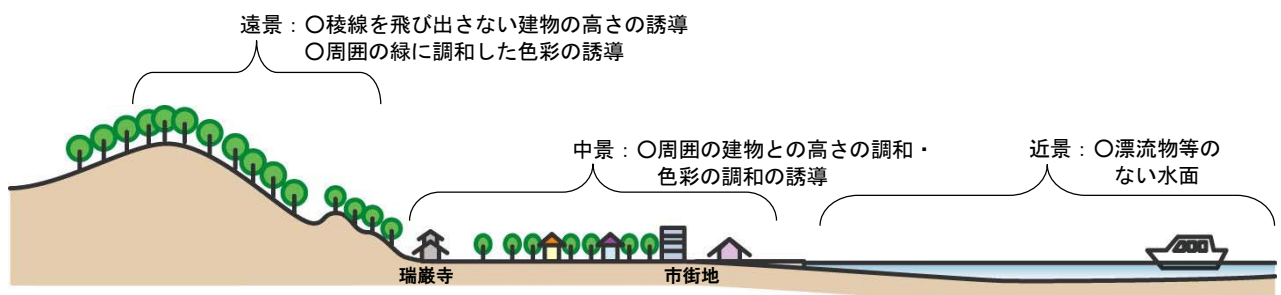 遠景：○稜線を飛び出さない建物の高さの誘導
○周囲の緑に調和した色彩の誘導
中景：○周囲の建物との高さの調和・
色彩の調和の誘導
近景：○漂流物等の
ない水面
瑞巌寺
市街地